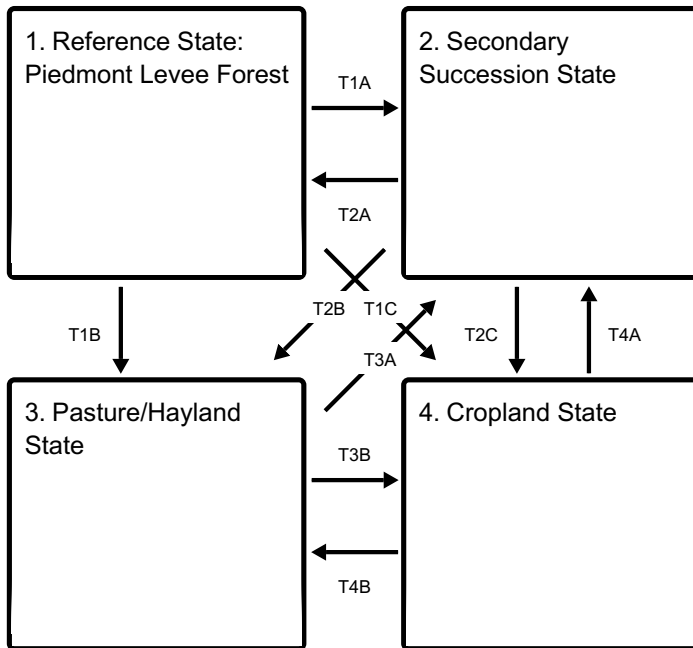 1. Reference State:
Piedmont Levee Forest
2. Secondary
Succession State
T1A
T2A
T1B
T2B
T1C
T3A
T2C
T4A
3. Pasture/Hayland
State
4. Cropland State
T3B
T4B